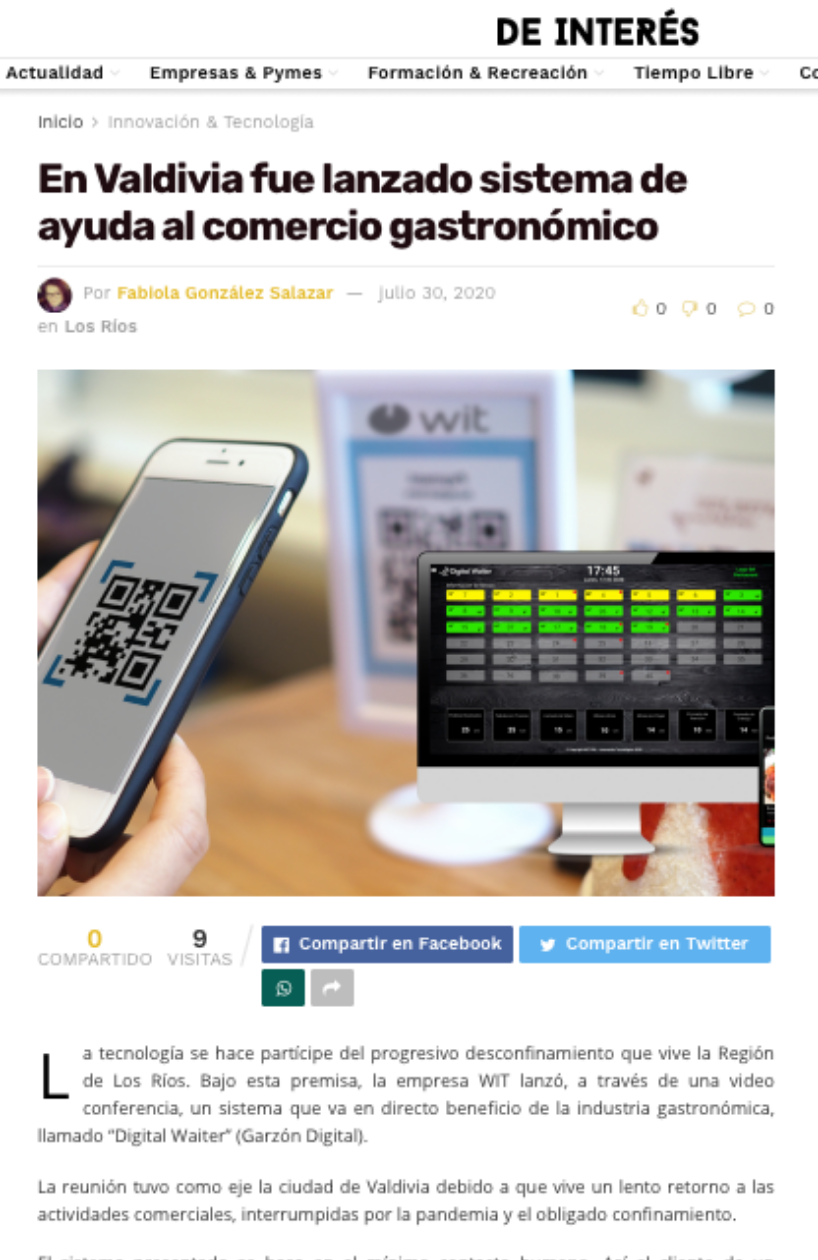 DE INTERÉS
Actualidad
Empresas & Pymes
Formación & Recreación
Tiempo Libre
Inicio > Innovación & Tecnología
En Valdivia fue lanzado sistema de
ayuda al comercio gastronómico
Por Fabiola González Salazar — julio 30, 2020
0 0 0
en Los Ríos
wit
Digital Waiter
17:45
0
COMPARTIDO
9
VISITAS
Compartir en Facebook
Compartir en Twitter
La tecnología se hace partícipe del progresivo desconfinamiento que vive la Región
de Los Ríos. Bajo esta premisa, la empresa WIT lanzó, a través de una video
conferencia, un sistema que va en directo beneficio de la industria gastronómica,
llamado “Digital Waiter” (Garzón Digital).
La reunión tuvo como eje la ciudad de Valdivia debido a que vive un lento retorno a las
actividades comerciales, interrumpidas por la pandemia y el obligado confinamiento.